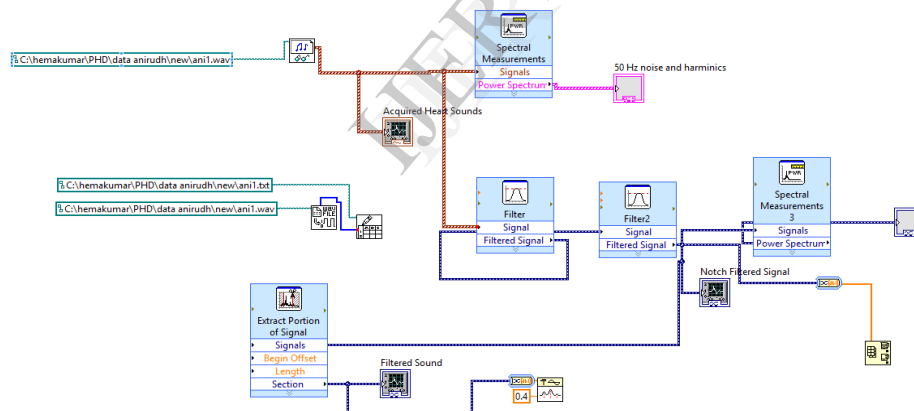 C:\hemakumar\PHD\data anirudh\new\ani1.wav
Spectral
Measurements
Signals
Power Spectrum
50 Hz noise and harminics
Acquired Heart Sounds
IJER
C:\hemakumar\PHD\data anirudh\new\ani1.txt
C:\hemakumar\PHD\data anirudh\new\ani1.wav
WAV
FILE
Filter
Signal
Filtered Signal
Filter2
Signal
Filtered Signal
Spectral
Measurements
3
Signals
Power Spectrum
Notch Filtered Signal
Extract Portion
of Signal
Signals
Begin Offset
Length
Section
Filtered Sound
0.4